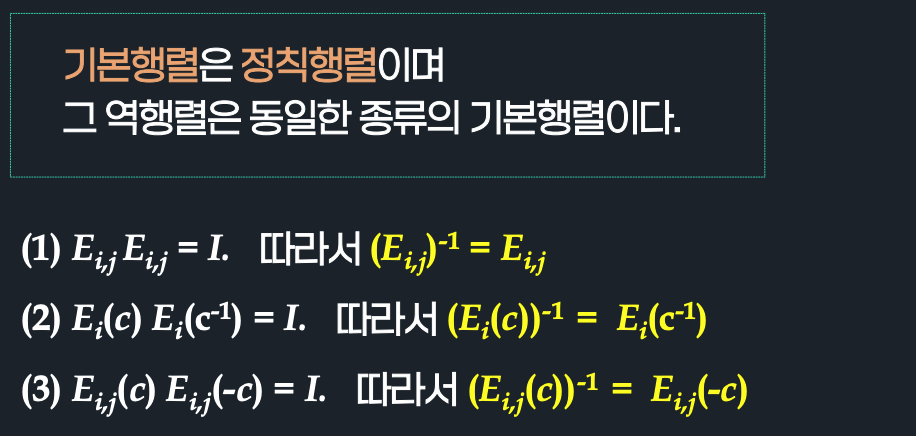 기본행렬은 정칙행렬이며
그 역행렬은 동일한 종류의 기본행렬이다.
(1) E_{i,j} E_{i,j} = I. 따라서 (E_{i,j})^{-1} = E_{i,j}
(2) E_i(c) E_i(c^{-1}) = I. 따라서 (E_i(c))^{-1} = E_i(c^{-1})
(3) E_{i,j}(c) E_{i,j}(-c) = I. 따라서 (E_{i,j}(c))^{-1} = E_{i,j}(-c)